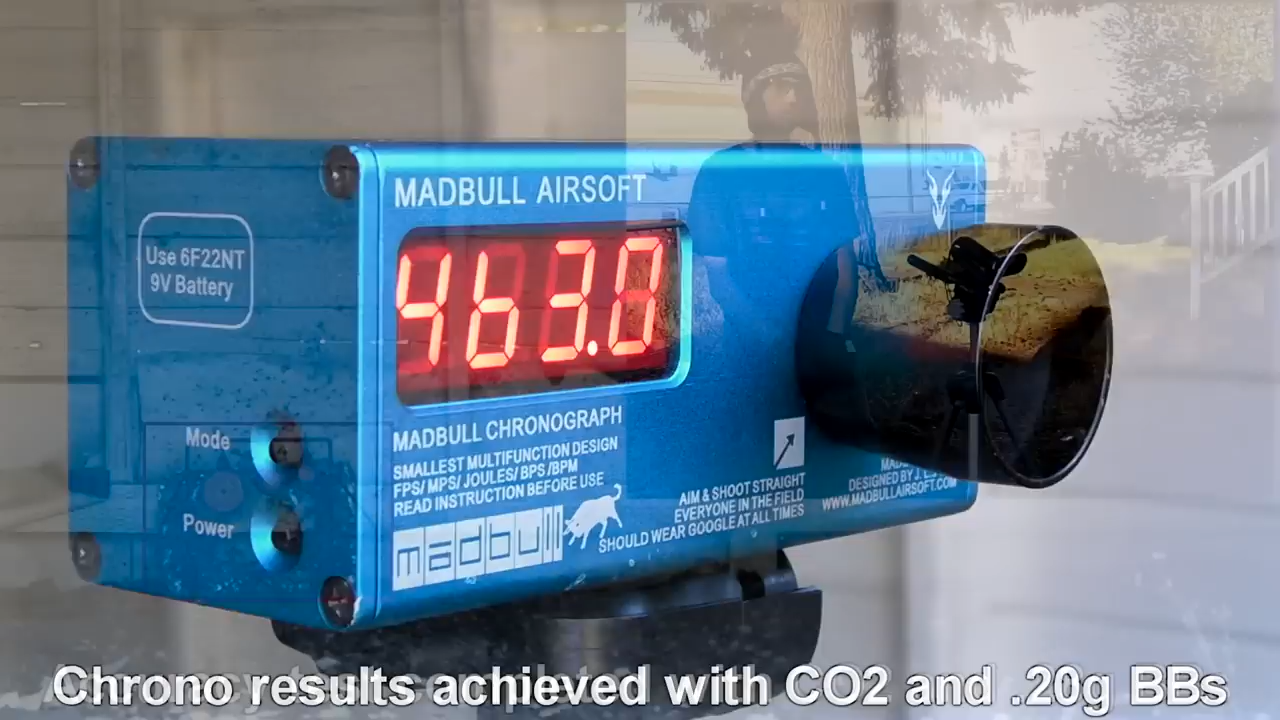 MADBULL AIRSOFT
Use 6F22NT
9V Battery
463.0
Mode
Power
MADBULL CHRONOGRAPH
SMALLEST MULTIFUNCTION DESIGN
FPS/ MPS/ JOULES/ BPS /BPM
READ INSTRUCTION BEFORE USE
madbull
AIM & SHOOT STRAIGHT
EVERYONE IN THE FIELD
SHOULD WEAR GOOGLE AT ALL TIMES
DESIGNED BY J.
WWW.MADBULLAIRSOFT.COM
Chrono results achieved with CO2 and .20g BBs